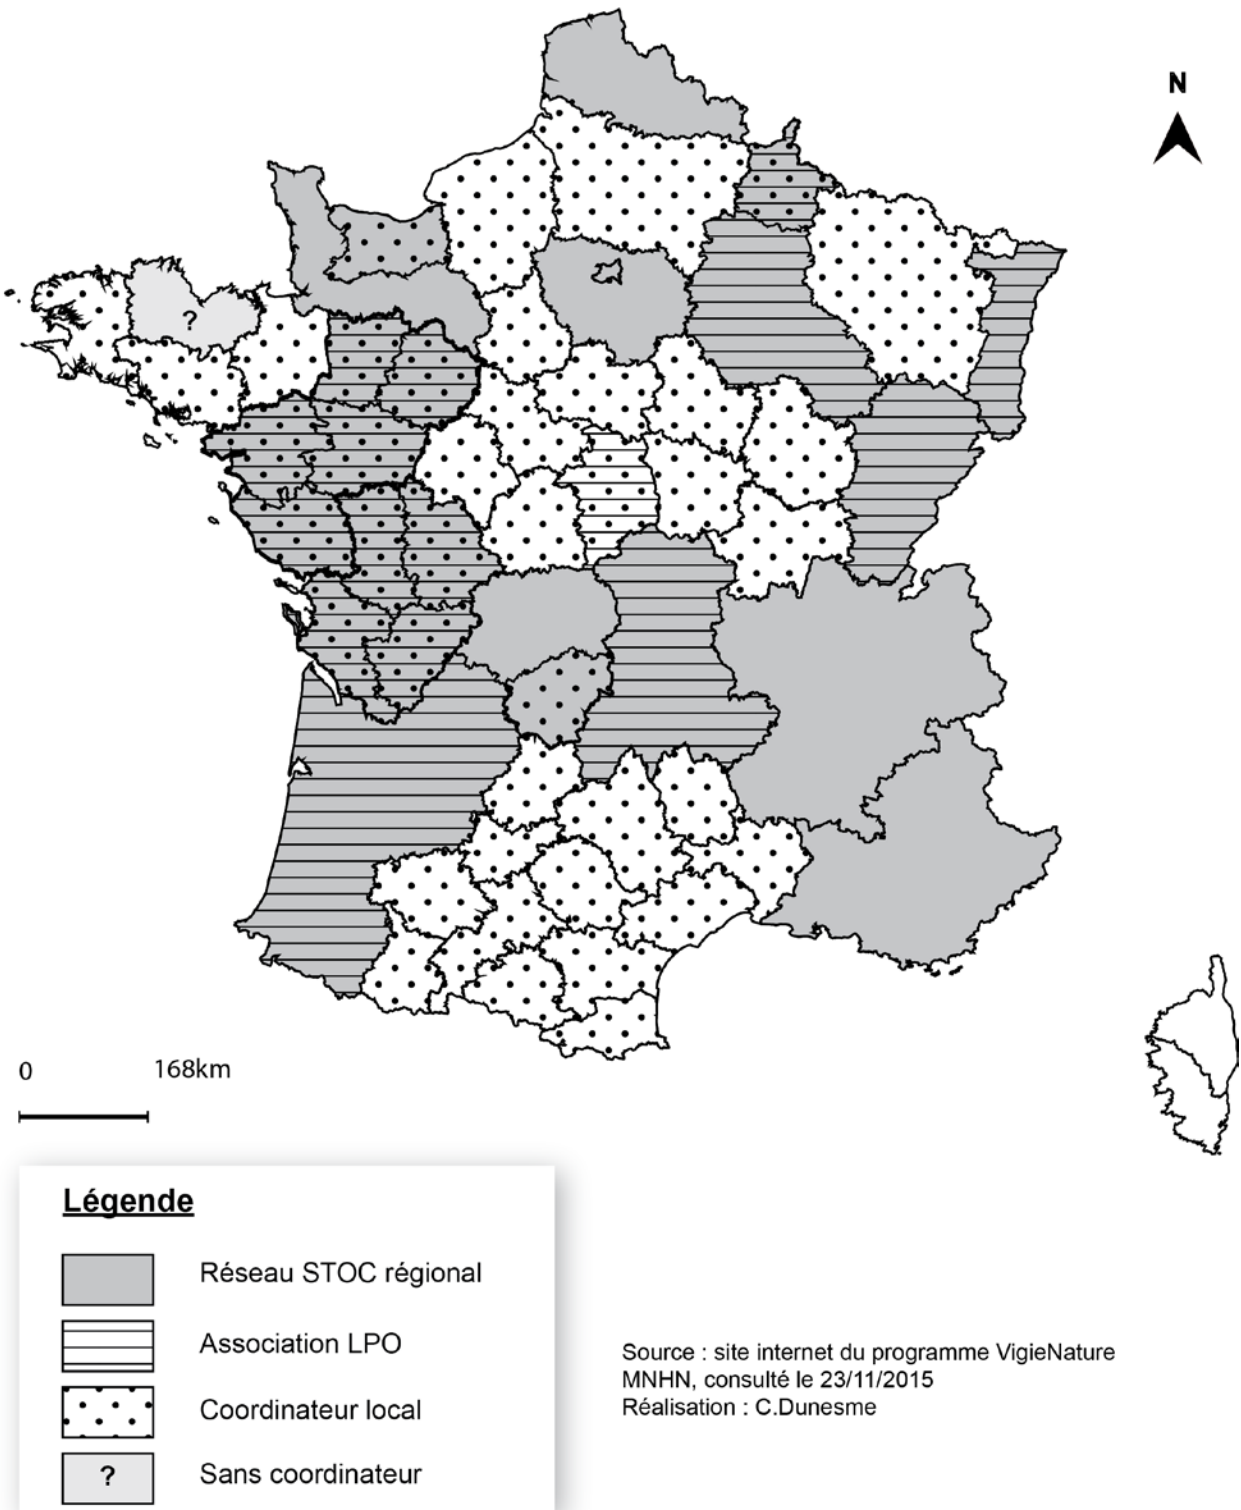 N
?
0 168km
Légende
Réseau STOC régional
Association LPO
Coordinateur local
? Sans coordinateur
Source : site internet du programme VigieNature
MNHN, consulté le 23/11/2015
Réalisation : C.Dunesme